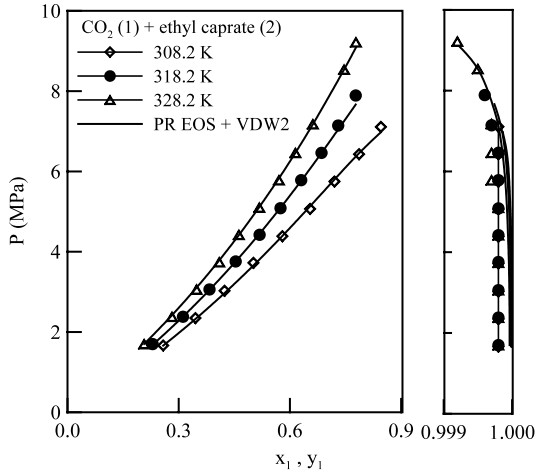 10
CO₂ (1) + ethyl caprate (2)
308.2 K
8
318.2 K
328.2 K
PR EOS + VDW2
6
P (MPa)
4
2
0
0.0 0.3 0.6 0.9 0.999 1.000
x₁ , y₁